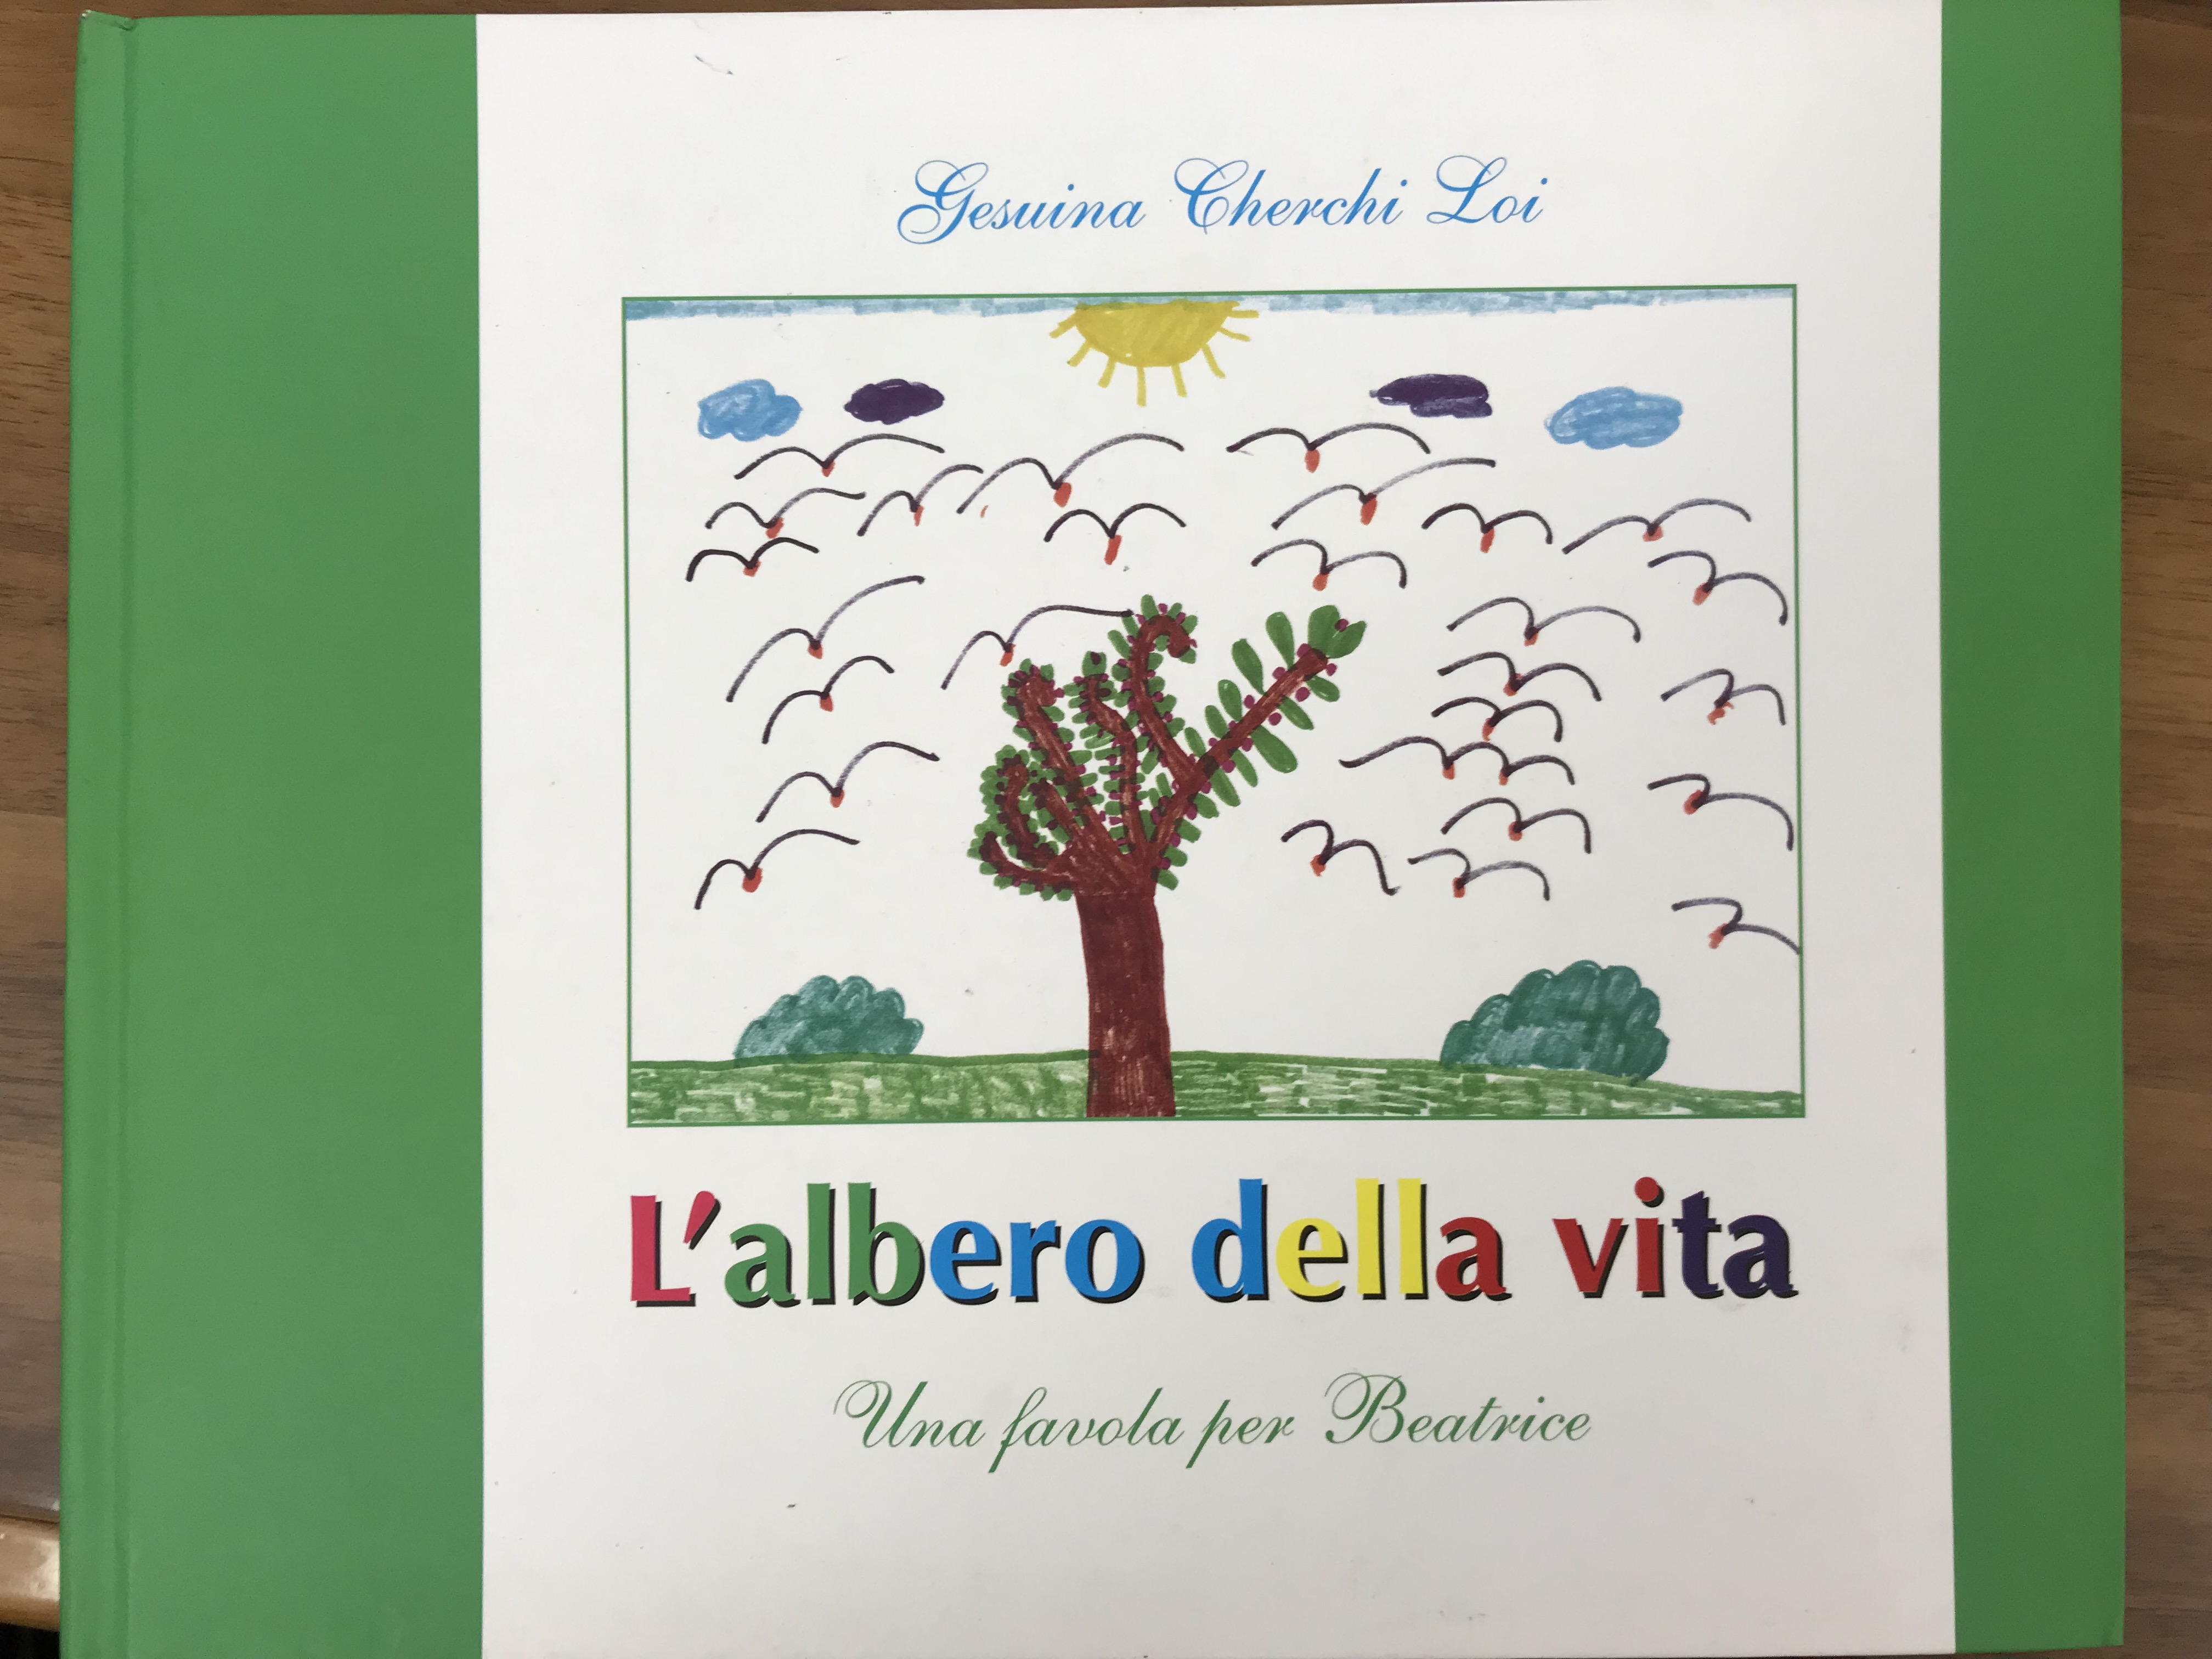 Gesuina Cherchi Loi
L'albero della vita
Una favola per Beatrice